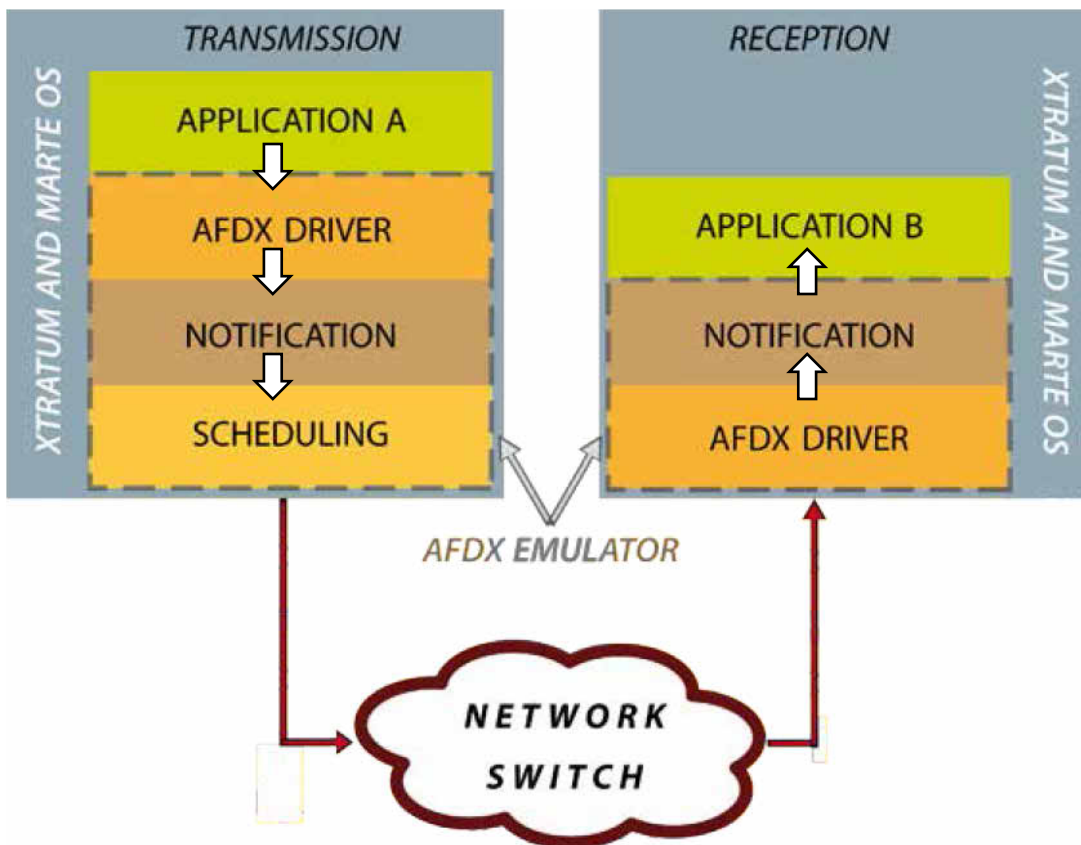 TRANSMISSION
XTRATUM AND MARTE OS
APPLICATION A
AFDX DRIVER
NOTIFICATION
SCHEDULING
RECEPTION
XTRATUM AND MARTE OS
APPLICATION B
NOTIFICATION
AFDX DRIVER
AFDX EMULATOR
NETWORK
SWITCH